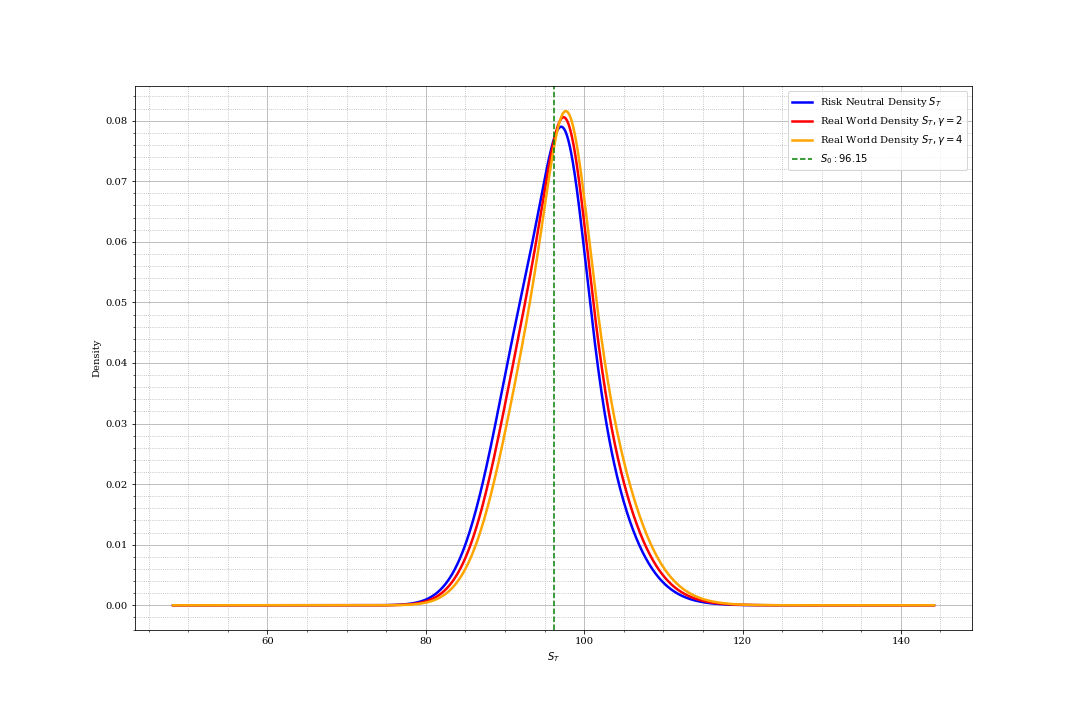 Risk Neutral Density $S_T$
Real World Density $S_T, \gamma = 2$
Real World Density $S_T, \gamma = 4$
$S_0 : 96.15$
0.08
0.07
0.06
0.05
0.04
0.03
0.02
0.01
0.00
Density
60 80 100 120 140
$S_T$